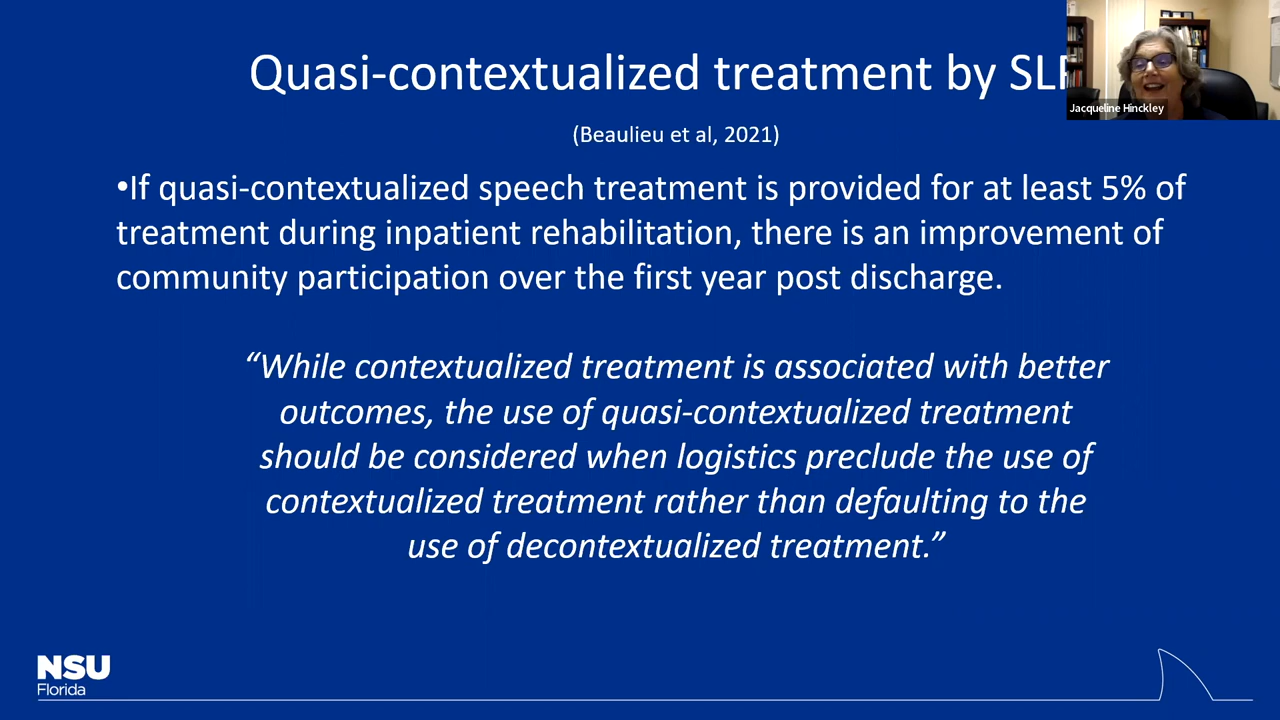 Quasi-contextualized treatment by SL
Jacqueline Hinckley
(Beaulieu et al, 2021)
•If quasi-contextualized speech treatment is provided for at least 5% of
treatment during inpatient rehabilitation, there is an improvement of
community participation over the first year post discharge.
“While contextualized treatment is associated with better
outcomes, the use of quasi-contextualized treatment
should be considered when logistics preclude the use of
contextualized treatment rather than defaulting to the
use of decontextualized treatment.”
NSU
Florida